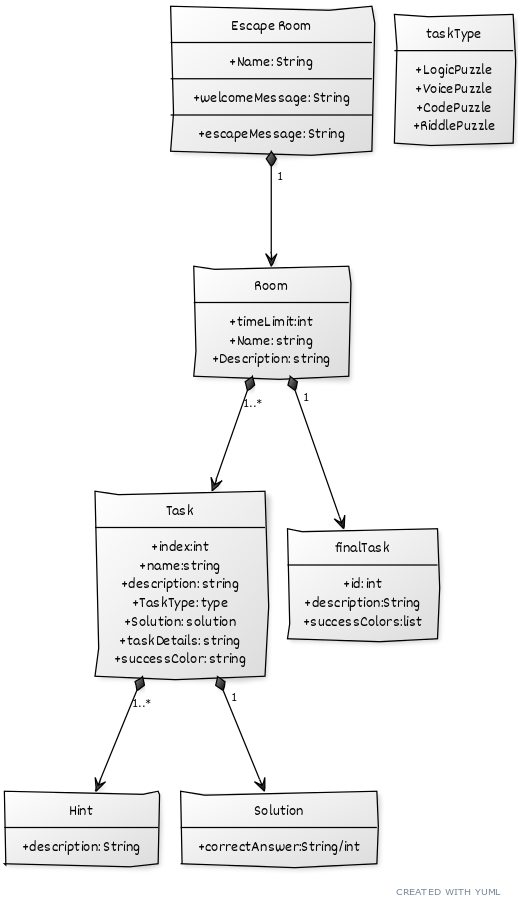 Escape Room
+Name: String
+welcomeMessage: String
+escapeMessage: String
taskType
+LogicPuzzle
+VoicePuzzle
+CodePuzzle
+RiddlePuzzle
1
Room
+timeLimit:int
+Name: string
+Description: string
1..*
1
Task
+index:int
+name:string
+description: string
+TaskType: type
+Solution: solution
+taskDetails: string
+successColor: string
finalTask
+id: int
+description:String
+successColors:list
1..*
1
Hint
+description: String
Solution
+correctAnswer:String/int
CREATED WITH YUML